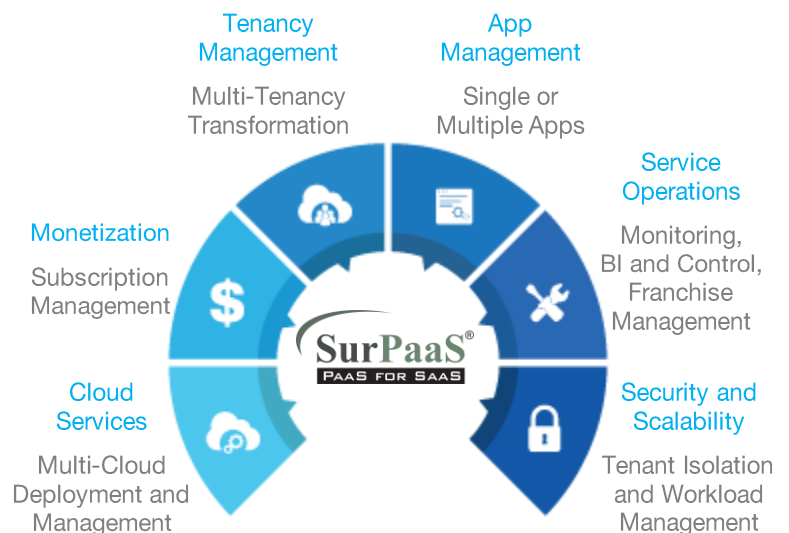 Tenancy
Management
Multi-Tenancy
Transformation
App
Management
Single or
Multiple Apps
Service
Operations
Monitoring,
BI and Control,
Franchise
Management
Monetization
Subscription
Management
$
SurPaaS®
PAAS FOR SAAS
Cloud
Services
Multi-Cloud
Deployment and
Management
Security and
Scalability
Tenant Isolation
and Workload
Management